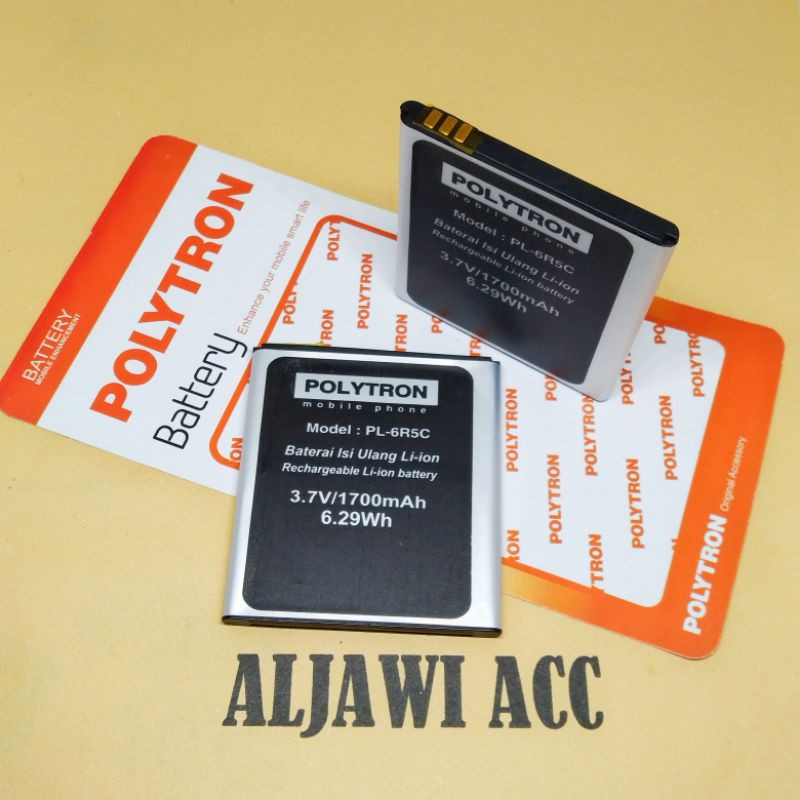 BATTERY
MOBILE ENHANCEMENT
POLYTRON
Battery
Enhance your mobile smart life
POLYTRON
mobile phone
Model : PL-6R5C
Baterai Isi Ulang Li-ion
Rechargeable Li-ion battery
3.7V/1700mAh
6.29Wh
POLYTRON
mobile phone
Model : PL-6R5C
Baterai Isi Ulang Li-ion
Rechargeable Li-ion battery
3.7V/1700mAh
6.29Wh
POLYTRON
POLYTRON
Original Accessory
ALJAWI ACC